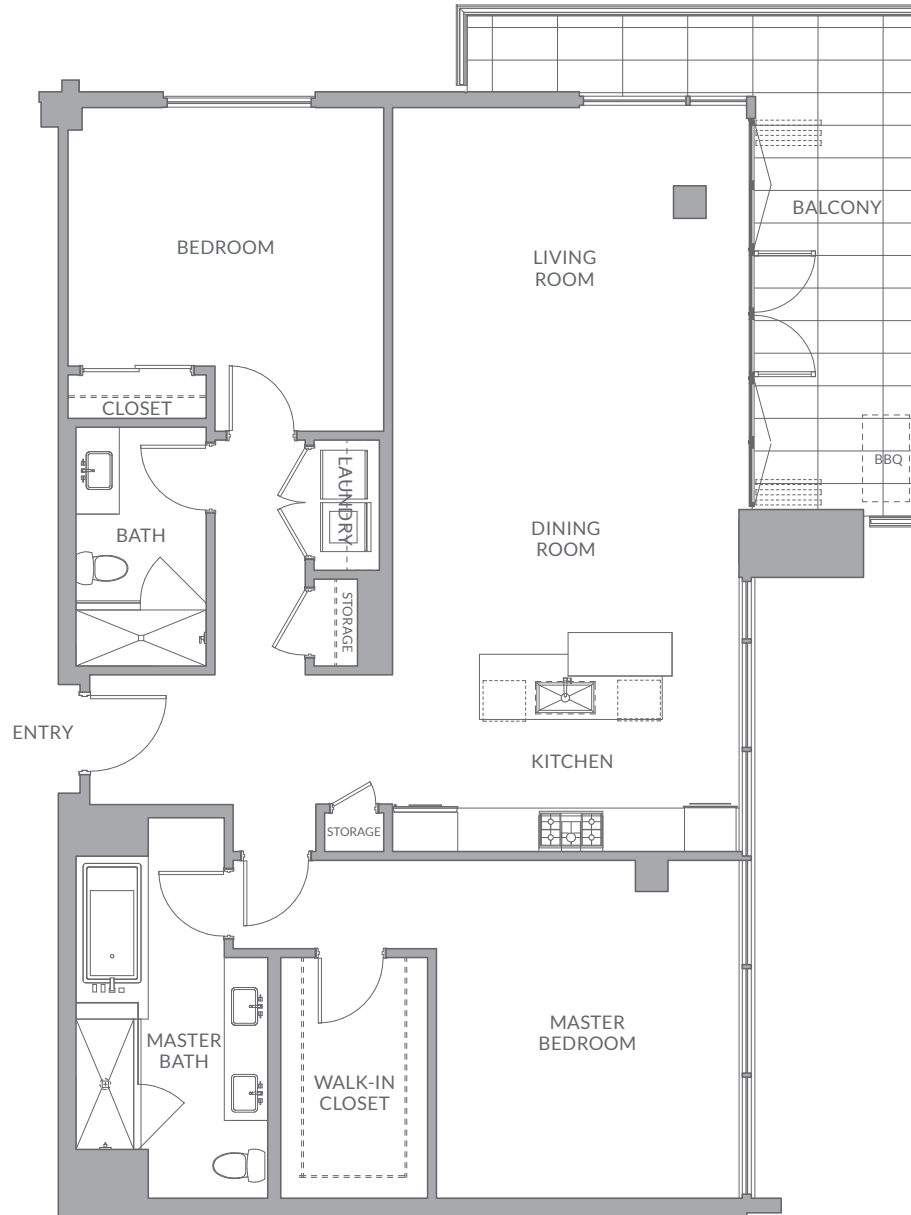 BALCONY
BEDROOM
LIVING
ROOM
CLOSET
BBQ
LAUNDRY
BATH
DINING
ROOM
STORAGE
ENTRY
KITCHEN
STORAGE
MASTER
BATH
MASTER
BEDROOM
WALK-IN
CLOSET